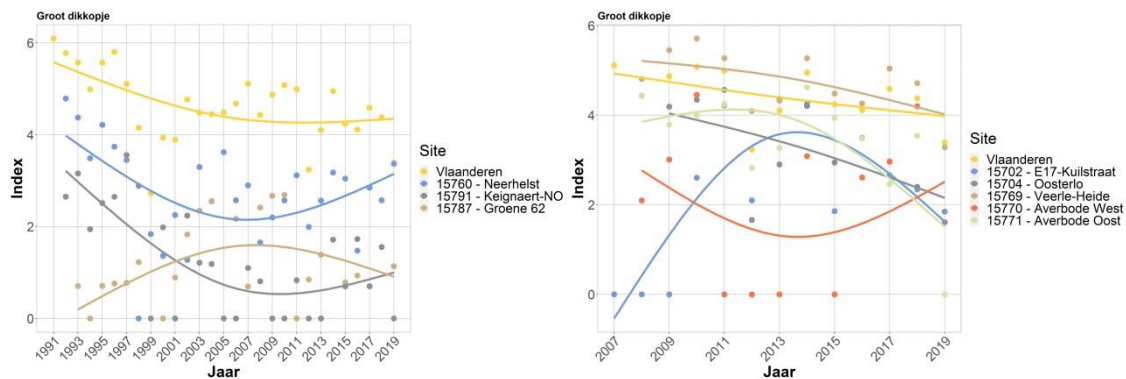 Groot dikkopje
6
4
2
0
Index
1991
1993
1995
1997
1999
2001
2003
2005
2007
2009
2011
2013
2015
2017
2019
Jaar
Site
Vlaanderen
15760 - Neerhelst
15791 - Keignaert-NO
15787 - Groene 62
Groot dikkopje
6
4
2
0
Index
2007
2009
2011
2013
2015
2017
2019
Jaar
Site
Vlaanderen
15702 - E17-Kuilstraat
15704 - Oosterlo
15769 - Veerle-Heide
15770 - Averbode West
15771 - Averbode Oost